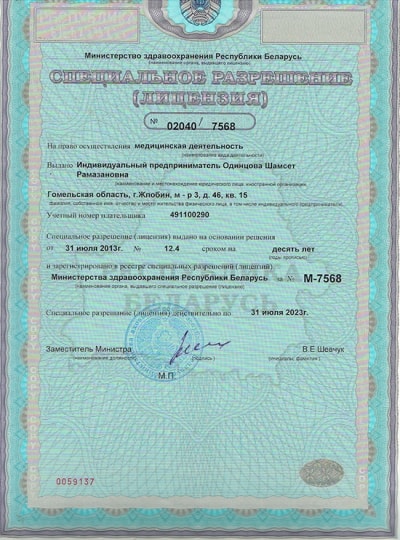 Министерство здравоохранения Республики Беларусь
(наименование органа, выдавшего лицензию)
СПЕЦИАЛЬНОЕ РАЗРЕШЕНИЕ
(ЛИЦЕНЗИЯ)
№ 02040 / 7568
На право осуществления медицинская деятельность
(наименование вида деятельности)
Выдано Индивидуальный предприниматель Одинцова Шамсет
Рамазановна
(наименование и местонахождение юридического лица, иностранной организации,
Гомельская область, г.Жлобин, м - р 3, д. 46, кв. 15
фамилия, собственное имя, отчество и место жительства физического лица, в том числе индивидуального предпринимателя)
Учетный номер плательщика 491100290
Специальное разрешение (лицензия) выдано на основании решения
от 31 июля 2013г. № 12.4 сроком на десять лет
(годы прописью)
и зарегистрировано в реестре специальных разрешений (лицензий)
Министерства здравоохранения Республики Беларусь за № М-7568
(наименование органа, выдавшего специальное разрешение (лицензию)
БЕЛАРУСЬ
Специальное разрешение (лицензия) действительно до 31 июля 2023г.
Заместитель Министра В.Е.Шевчук
(наименование должности) (подпись) (инициалы, фамилия)
М.П.
0059137